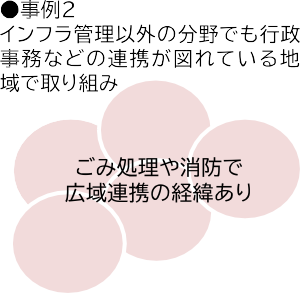 ●事例2
インフラ管理以外の分野でも行政
事務などの連携が図れている地
域で取り組み
ごみ処理や消防で
広域連携の経緯あり